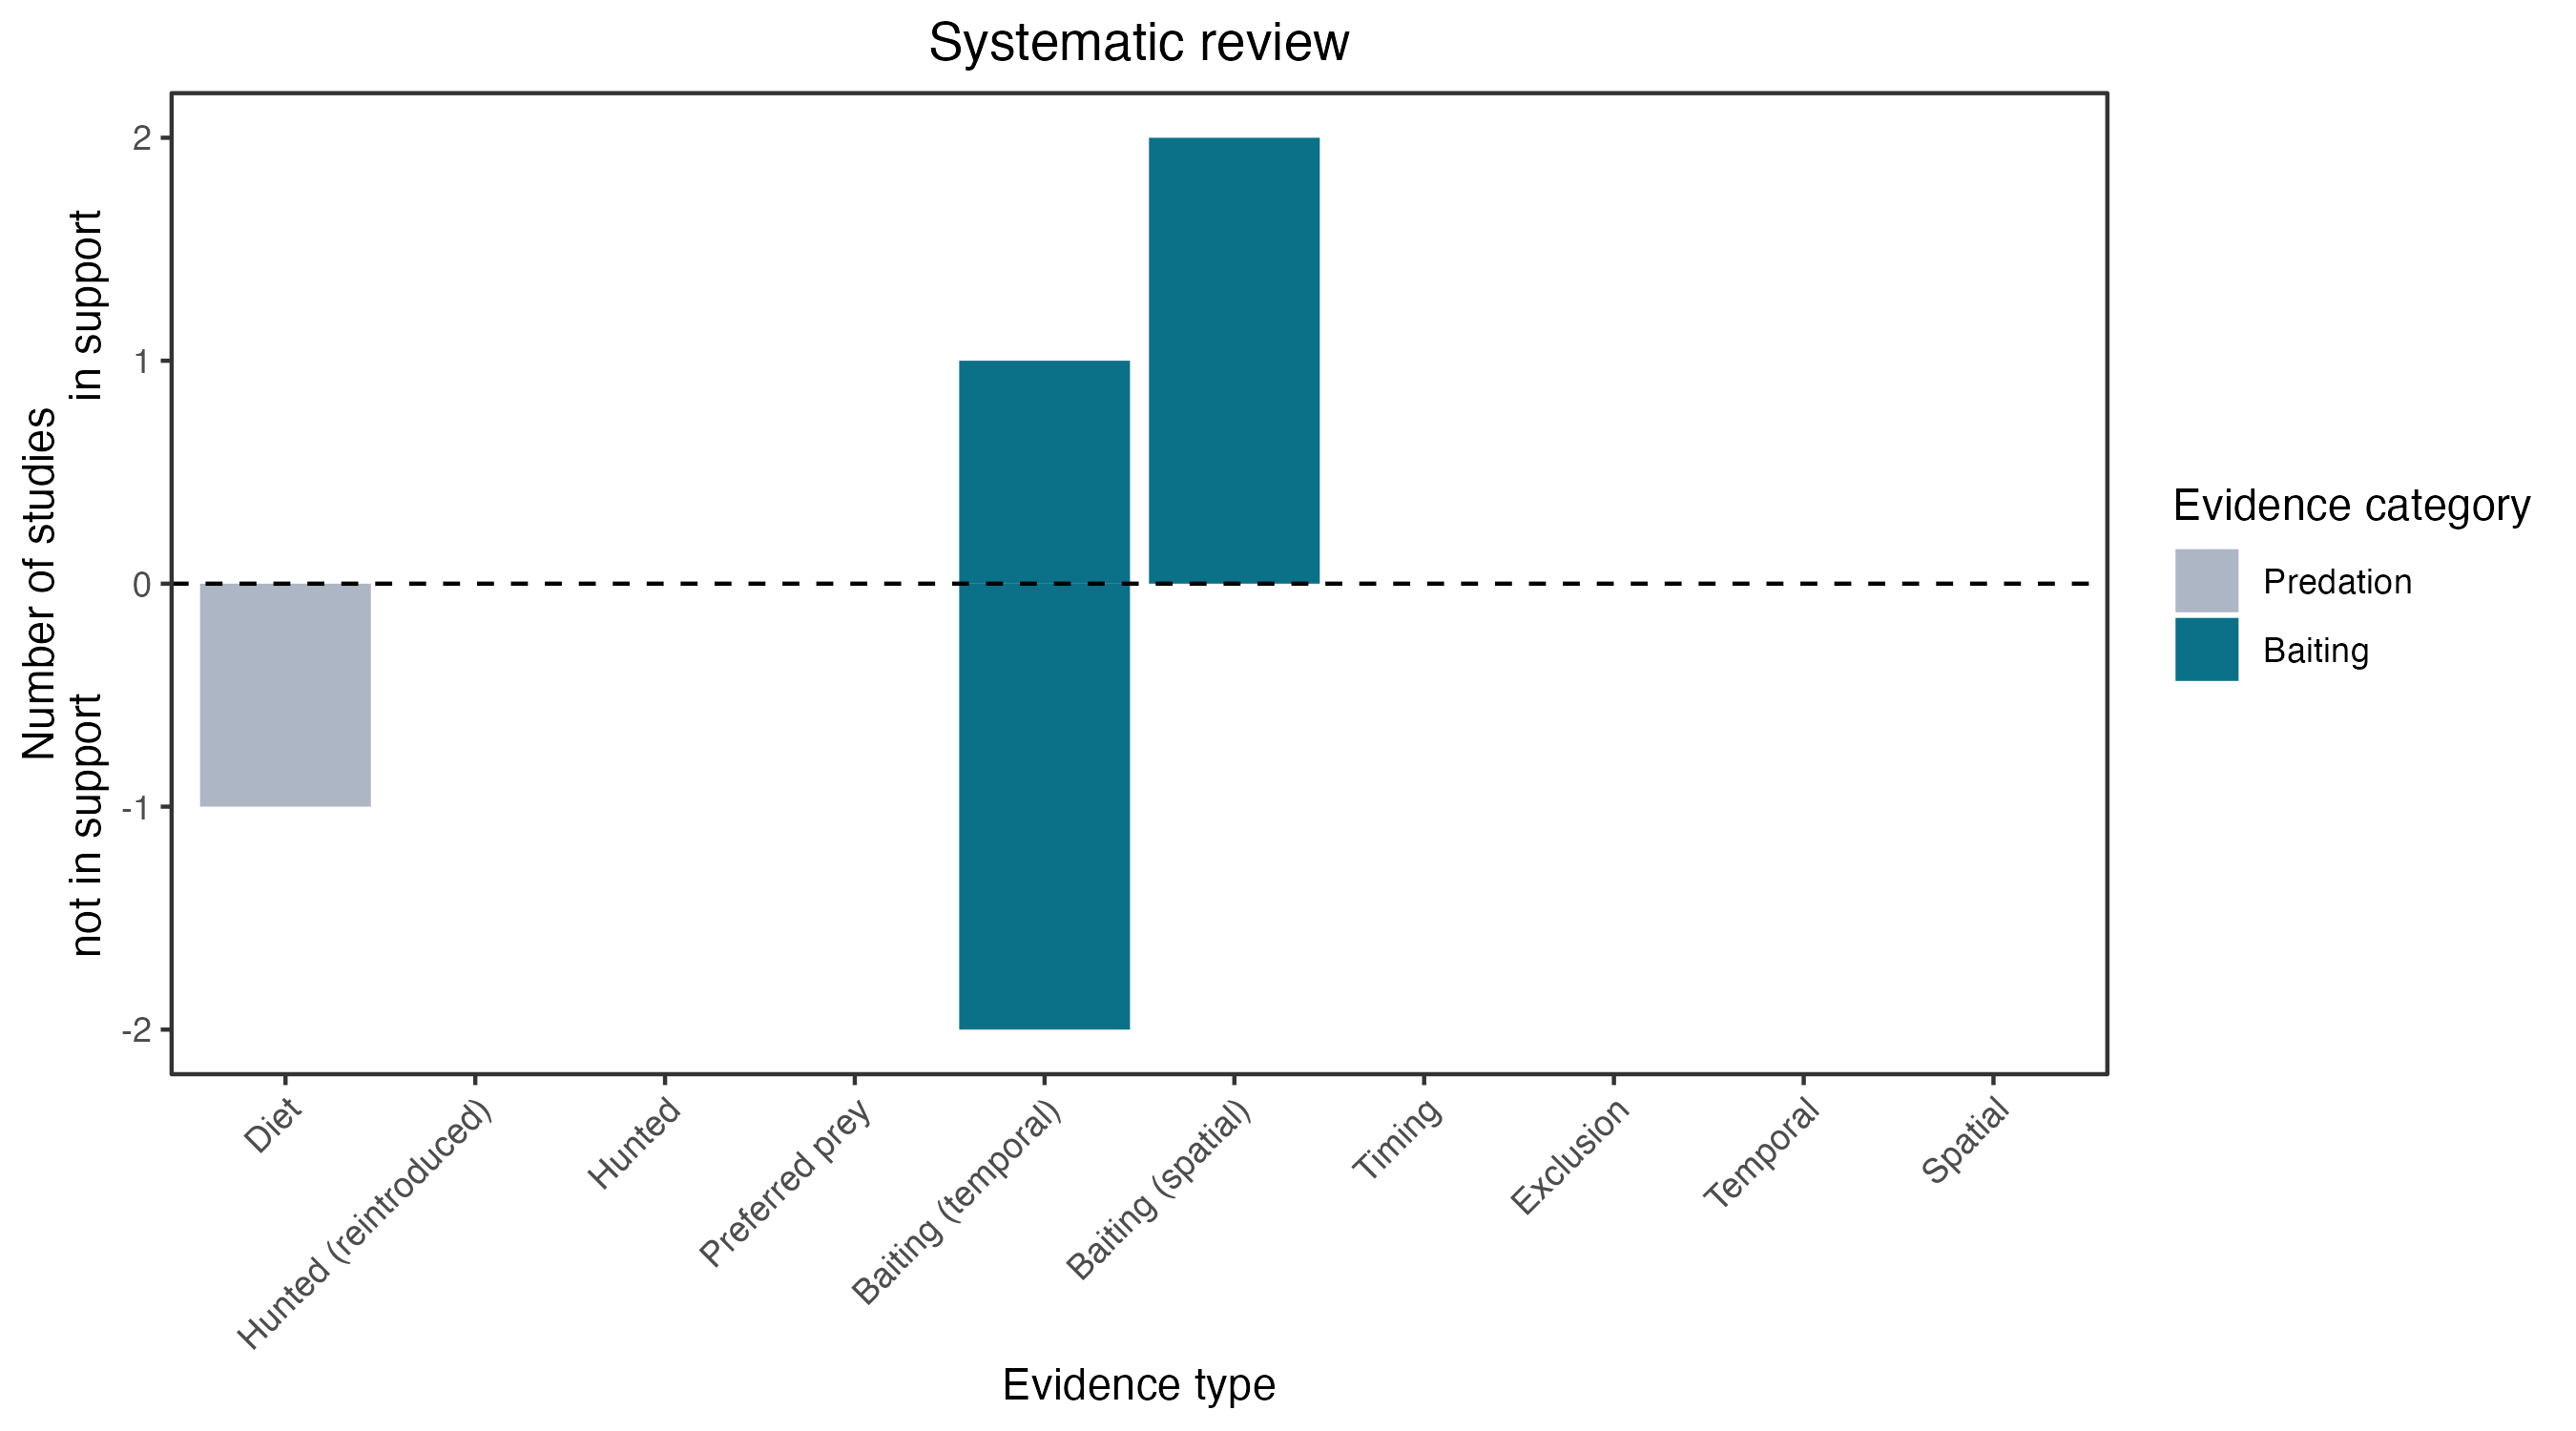 Systematic review
Number of studies
in support
not in support
2
1
0
-1
-2
Diet
Hunted (reintroduced)
Hunted
Preferred prey
Baiting (temporal)
Baiting (spatial)
Timing
Exclusion
Temporal
Spatial
Evidence type
Evidence category
Predation
Baiting